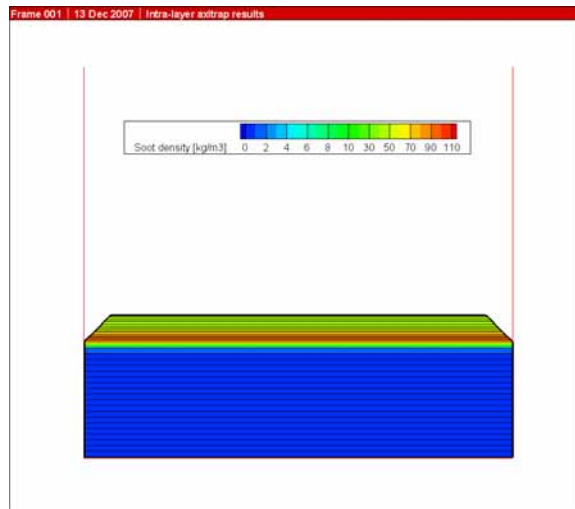 Frame 001 | 13 Dec 2007 | Intra-layer axitrap results
Soot density [kg/m3] 0 2 4 6 8 10 30 50 70 90 110